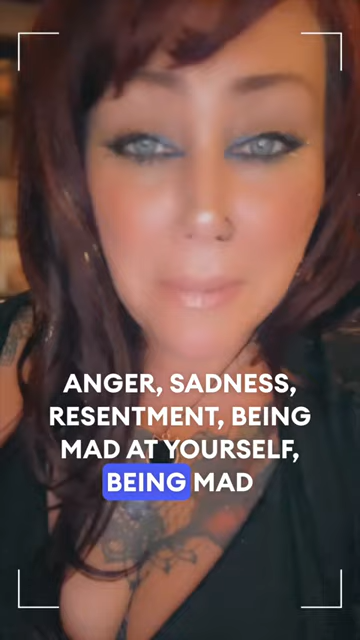 ANGER, SADNESS,
RESENTMENT, BEING
MAD AT YOURSELF,
BEING MAD